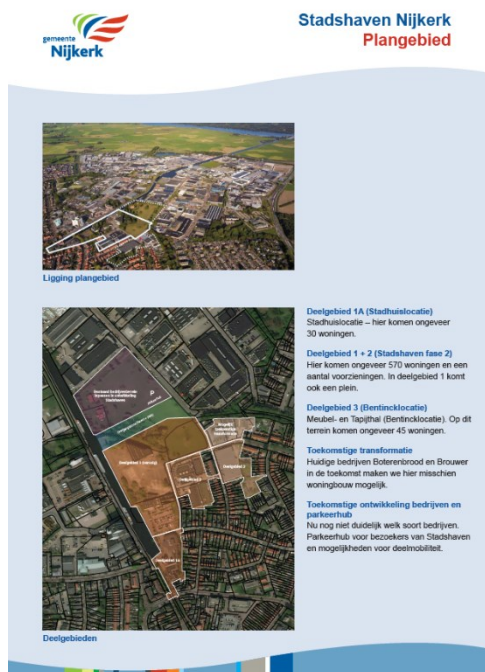 gemeente
Nijkerk
Stadshaven Nijkerk
Plangebied
Ligging plangebied
Deelgebied 1A (Stadhuislocatie)
Stadhuislocatie – hier komen ongeveer
30 woningen.
Deelgebied 1 + 2 (Stadshaven fase 2)
Hier komen ongeveer 570 woningen en een
aantal voorzieningen. In deelgebied 1 komt
ook een plein.
Deelgebied 3 (Bentincklocatie)
Meubel- en Tapijthal (Bentincklocatie). Op dit
terrein komen ongeveer 45 woningen.
Toekomstige transformatie
Huidige bedrijven Boterenbrood en Brouwer
in de toekomst maken we hier misschien
woningbouw mogelijk.
Toekomstige ontwikkeling bedrijven en
parkeerhub
Nu nog niet duidelijk welk soort bedrijven.
Parkeerhub voor bezoekers van Stadshaven
en mogelijkheden voor deelmobiliteit.
P
Deelgebieden